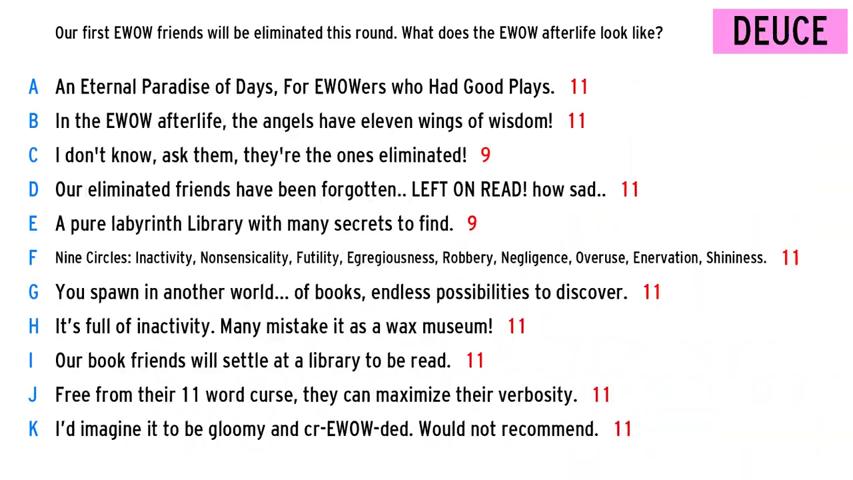 Our first EWOW friends will be eliminated this round. What does the EWOW afterlife look like?
DEUCE
A An Eternal Paradise of Days, For EWOWers who Had Good Plays. 11
B In the EWOW afterlife, the angels have eleven wings of wisdom! 11
C I don't know, ask them, they're the ones eliminated! 9
D Our eliminated friends have been forgotten.. LEFT ON READ! how sad.. 11
E A pure labyrinth Library with many secrets to find. 9
F Nine Circles: Inactivity, Nonsensicality, Futility, Egregiousness, Robbery, Negligence, Overuse, Enervation, Shininess. 11
G You spawn in another world... of books, endless possibilities to discover. 11
H It’s full of inactivity. Many mistake it as a wax museum! 11
I Our book friends will settle at a library to be read. 11
J Free from their 11 word curse, they can maximize their verbosity. 11
K I’d imagine it to be gloomy and cr-EWOW-ded. Would not recommend. 11